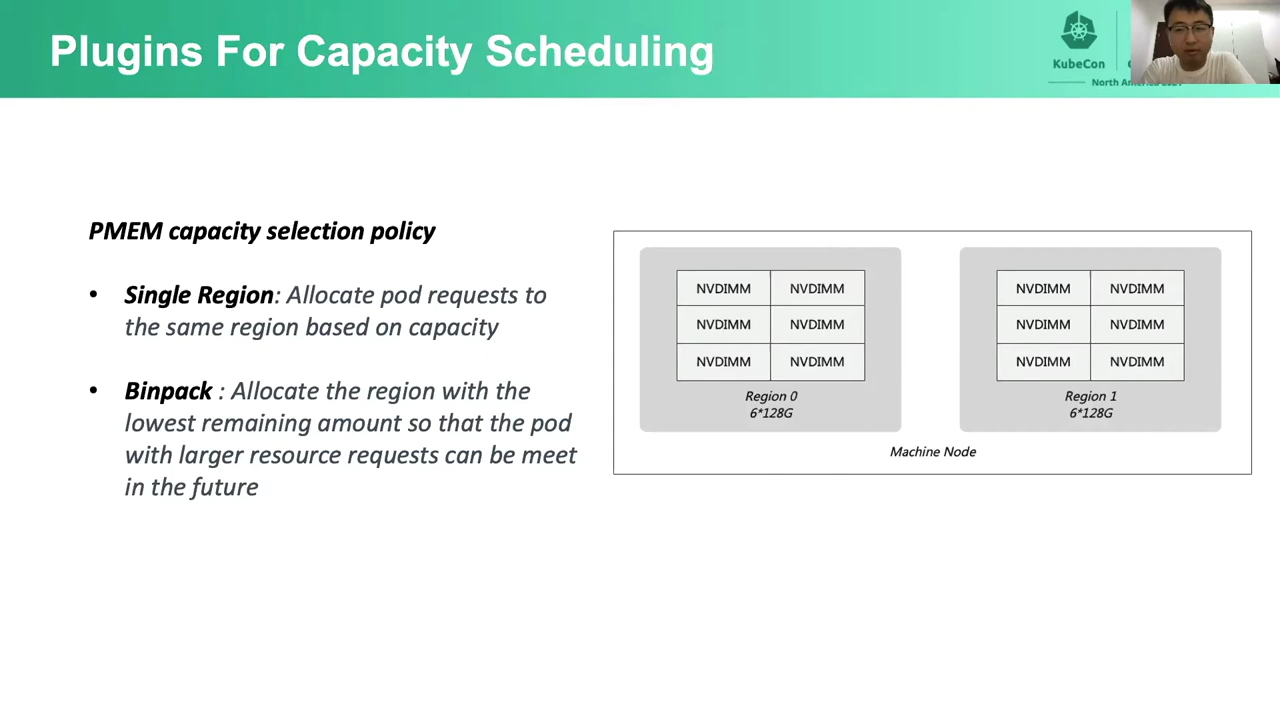 Plugins For Capacity Scheduling
KubeCon
North America 2021
PMEM capacity selection policy
• Single Region: Allocate pod requests to
the same region based on capacity
• Binpack : Allocate the region with the
lowest remaining amount so that the pod
with larger resource requests can be meet
in the future
NVDIMM NVDIMM
NVDIMM NVDIMM
NVDIMM NVDIMM
Region 0
6*128G
NVDIMM NVDIMM
NVDIMM NVDIMM
NVDIMM NVDIMM
Region 1
6*128G
Machine Node